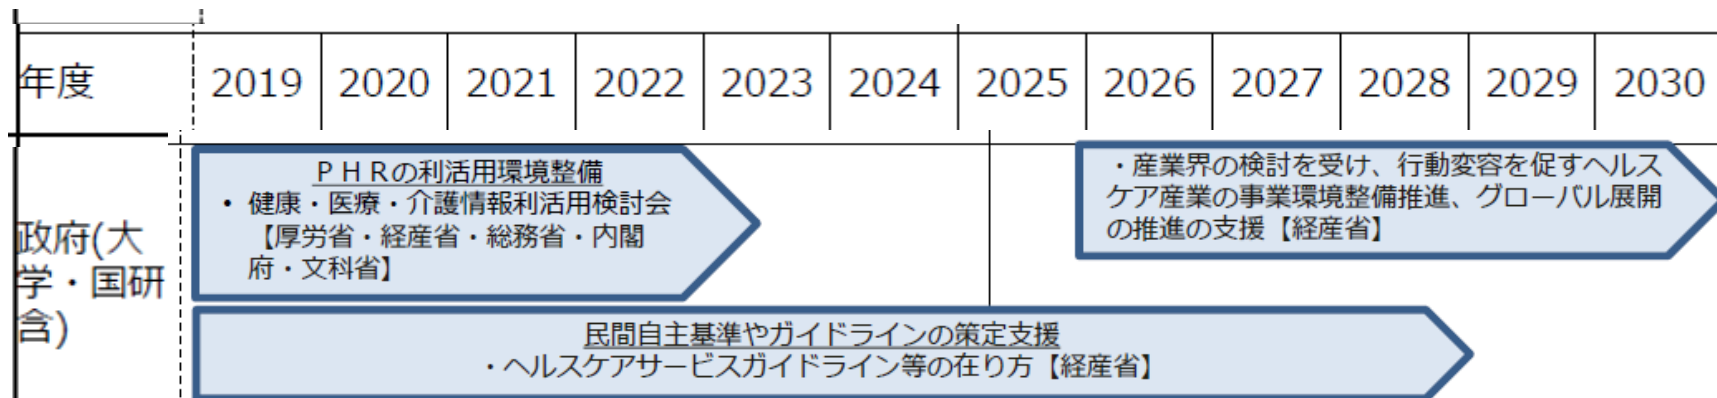 年度 2019 2020 2021 2022 2023 2024 2025 2026 2027 2028 2029 2030
政府(大
学・国研
含)
ＰＨＲの利活用環境整備
• 健康・医療・介護情報利活用検討会
【厚労省・経産省・総務省・内閣
府・文科省】
・産業界の検討を受け、行動変容を促すヘルス
ケア産業の事業環境整備推進、グローバル展開
の推進の支援【経産省】
民間自主基準やガイドラインの策定支援
・ヘルスケアサービスガイドライン等の在り方【経産省】